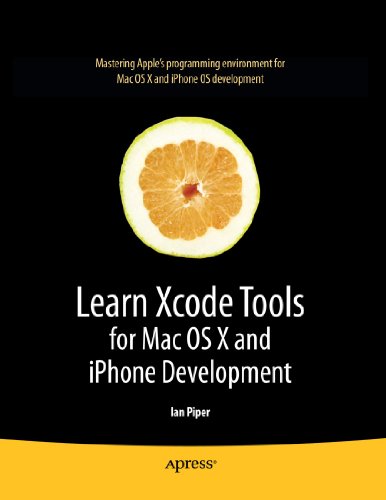 Mastering Apple's programming environment for
Mac OS X and iPhone OS development
Learn Xcode Tools
for Mac OS X and
iPhone Development
Ian Piper
Apress®